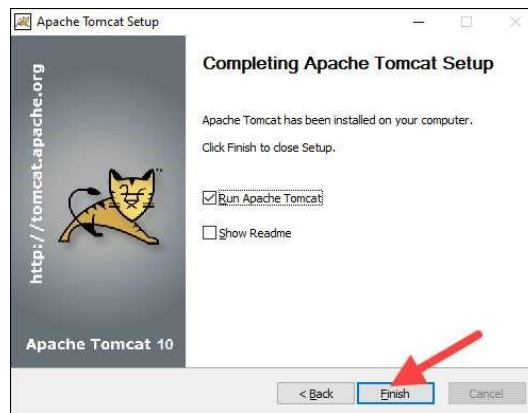 Apache Tomcat Setup
http://tomcat.apache.org
TM
Apache Tomcat 10
Completing Apache Tomcat Setup
Apache Tomcat has been installed on your computer.
Click Finish to close Setup.
Run Apache Tomcat
Show Readme
< Back
Finish
Cancel